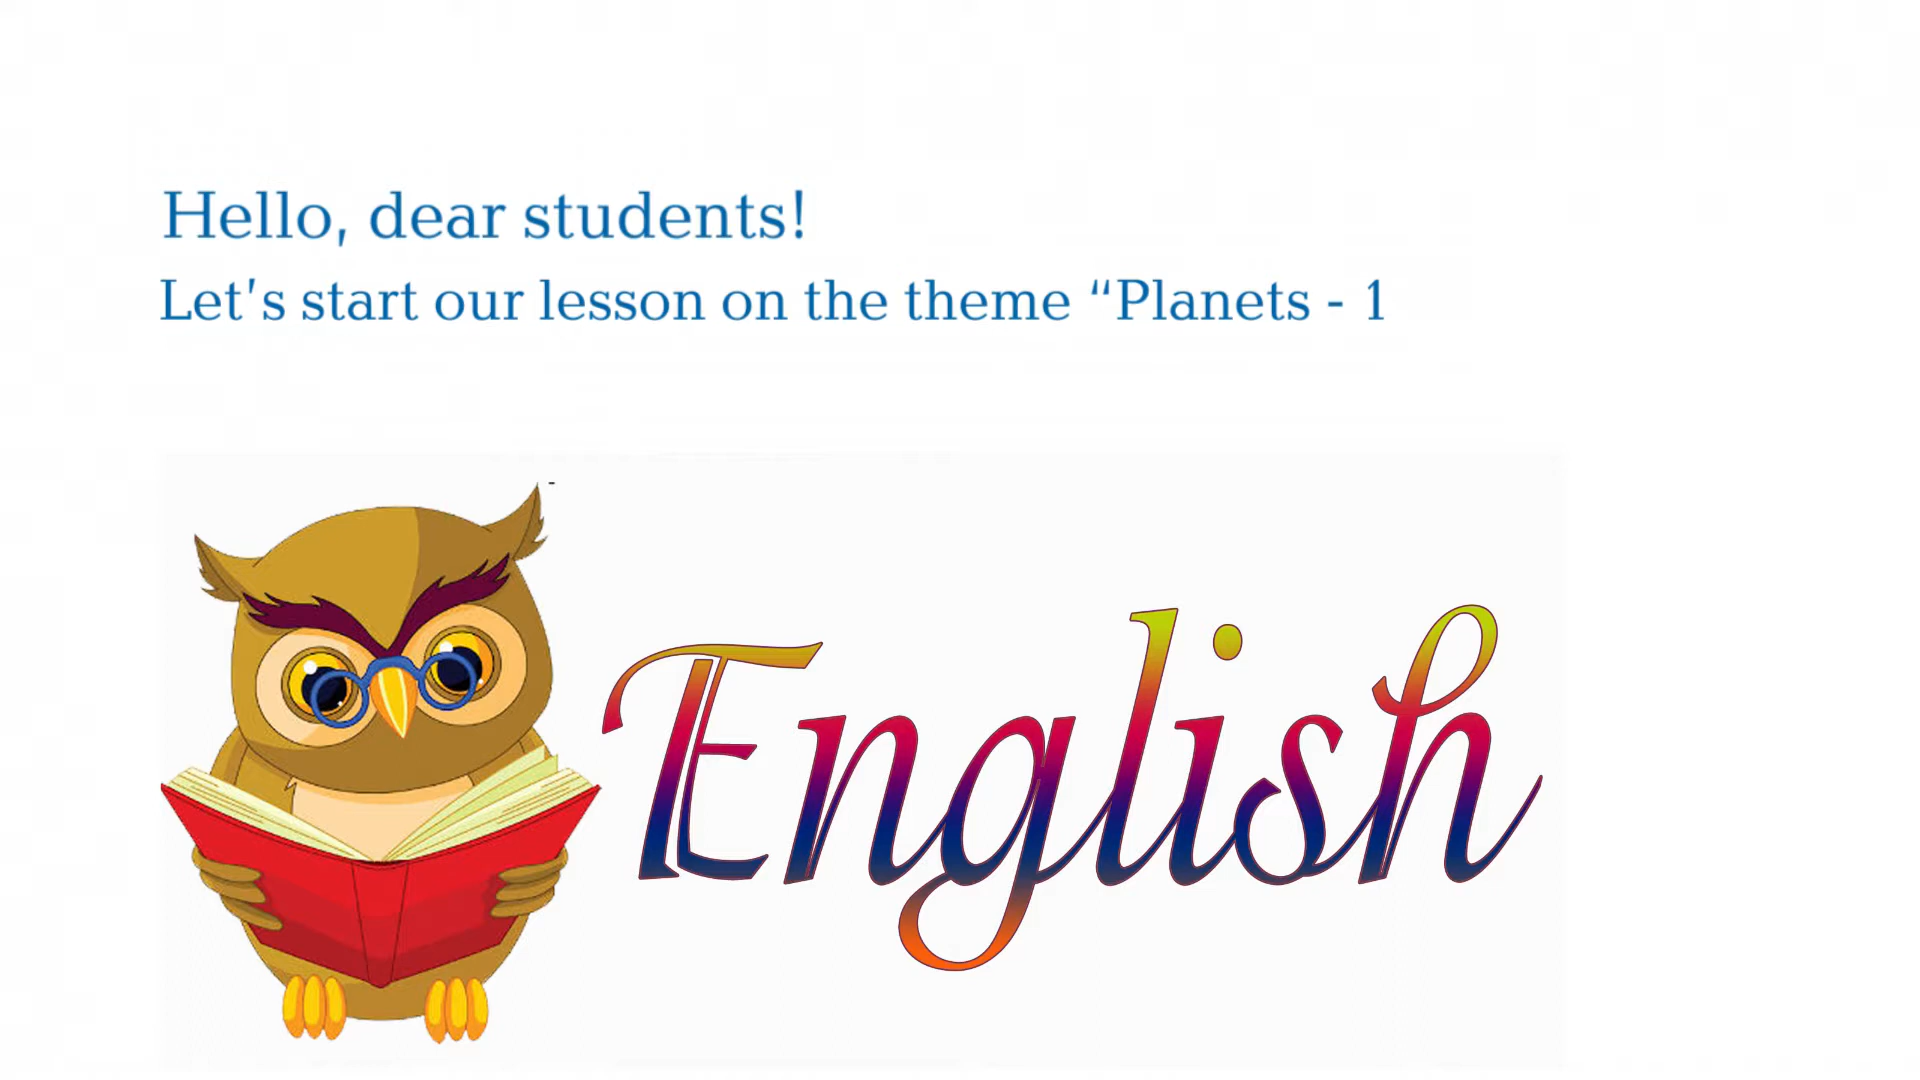 Hello, dear students!
Let’s start our lesson on the theme “Planets - 1
English